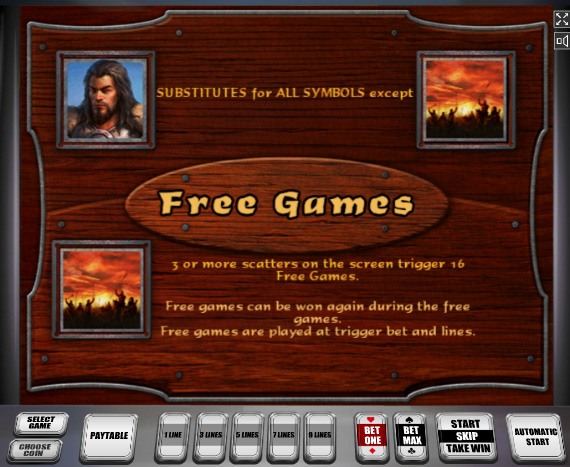 SUBSTITUTES for ALL SYMBOLS except
Free Games
3 or more scatters on the screen trigger 16
Free Games.
Free games can be won again during the free
games.
Free games are played at trigger bet and lines.
SELECT
GAME
CHOOSE
COIN
PAYTABLE
1 LINE
3 LINES
5 LINES
7 LINES
9 LINES
BET
ONE
BET
MAX
START
SKIP
TAKE WIN
AUTOMATIC
START